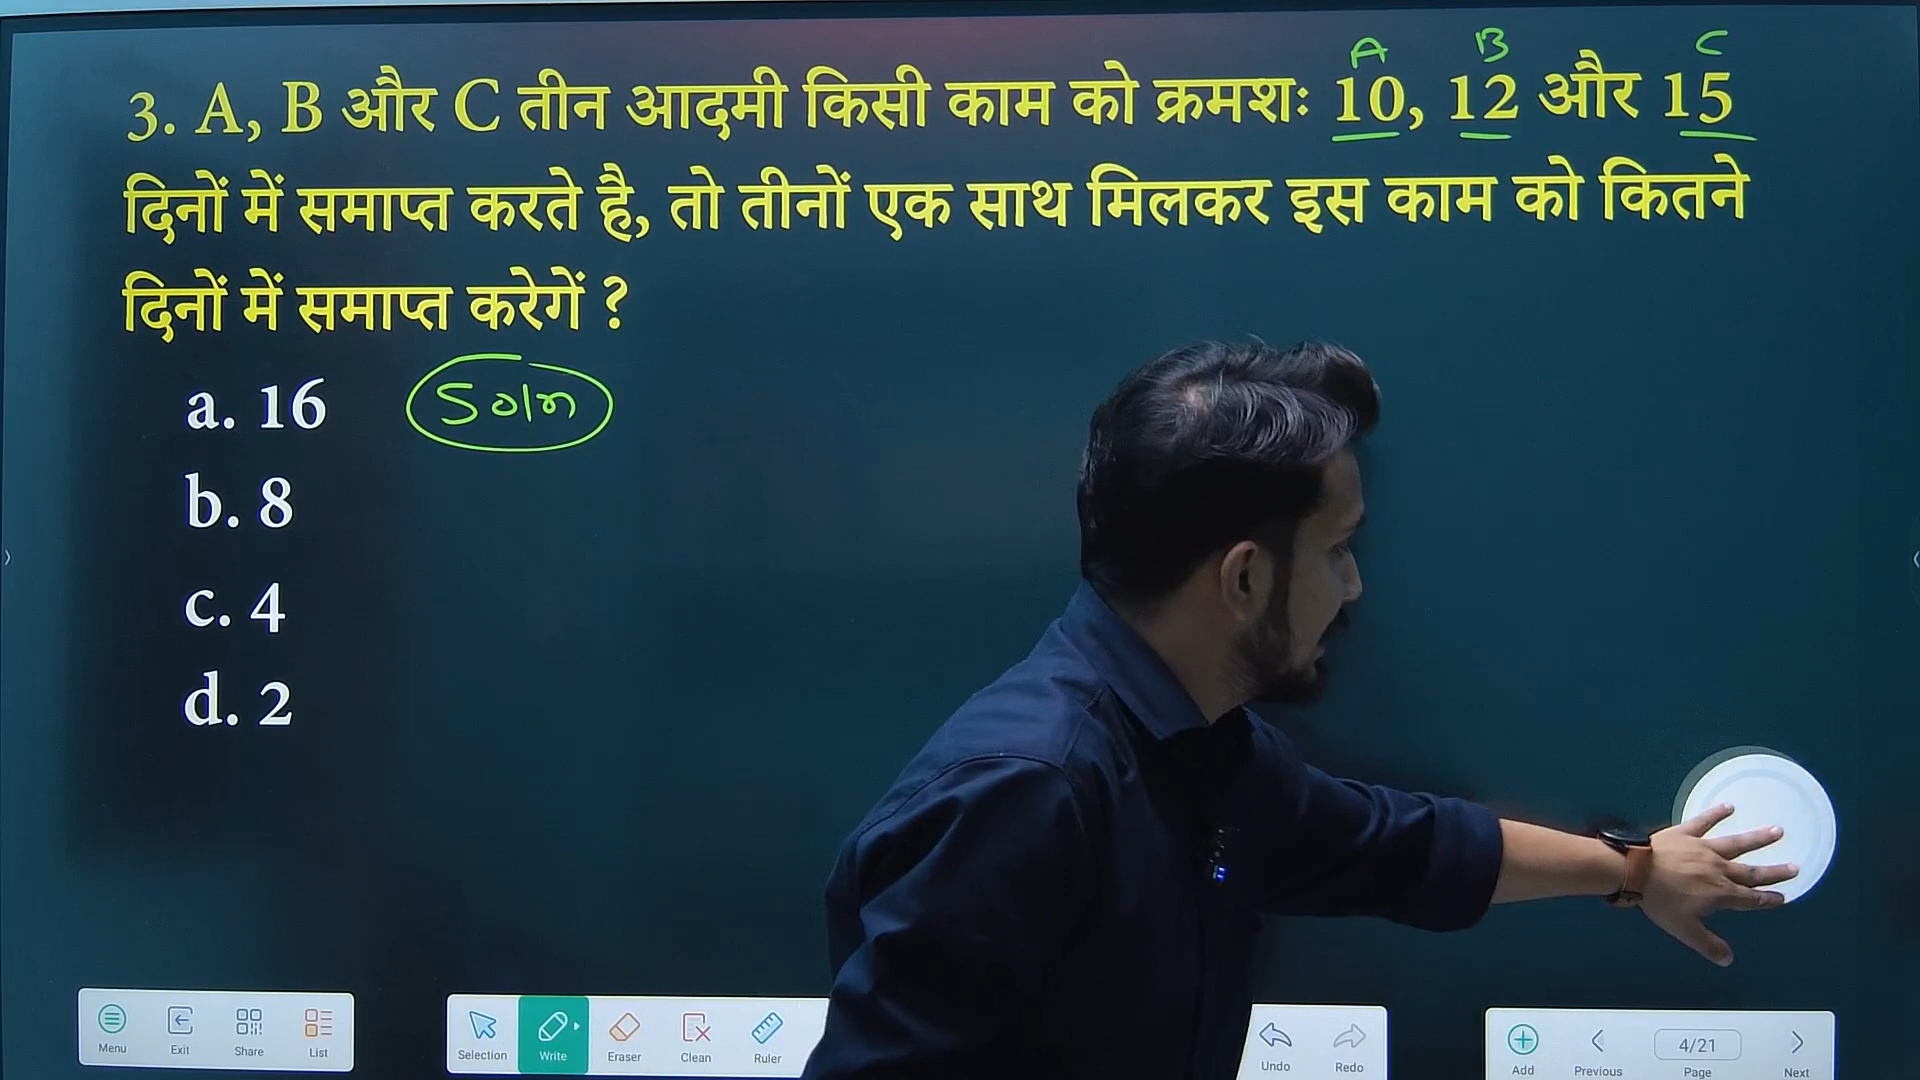 A B C
3. A, B और C तीन आदमी किसी काम को क्रमशः 10, 12 और 15
दिनों में समाप्त करते है, तो तीनों एक साथ मिलकर इस काम को कितने
दिनों में समाप्त करेगें ?
a. 16
Soln
b. 8
c. 4
d. 2
Menu Exit Share List
Selection Write Eraser Clean Ruler
Undo Redo
Add Previous 4/21 Page Next